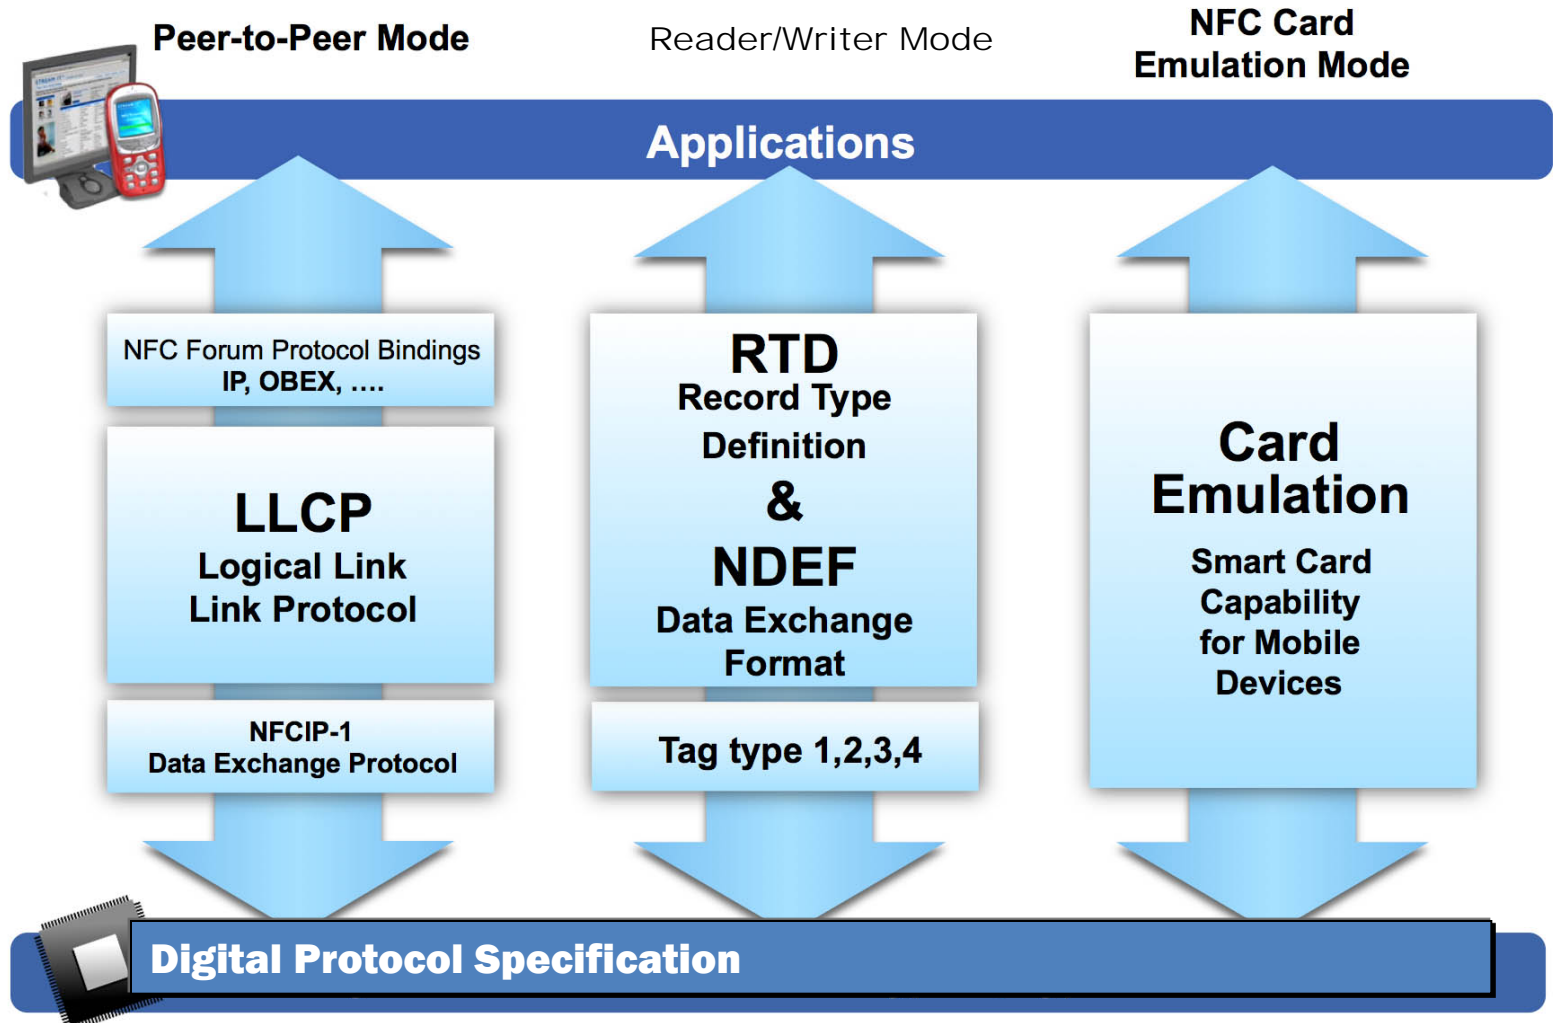 Peer-to-Peer Mode
Reader/Writer Mode
NFC Card
Emulation Mode
Applications
NFC Forum Protocol Bindings
IP, OBEX, ....
LLCP
Logical Link
Link Protocol
NFCIP-1
Data Exchange Protocol
RTD
Record Type
Definition
&
NDEF
Data Exchange
Format
Tag type 1,2,3,4
Card
Emulation
Smart Card
Capability
for Mobile
Devices
Digital Protocol Specification